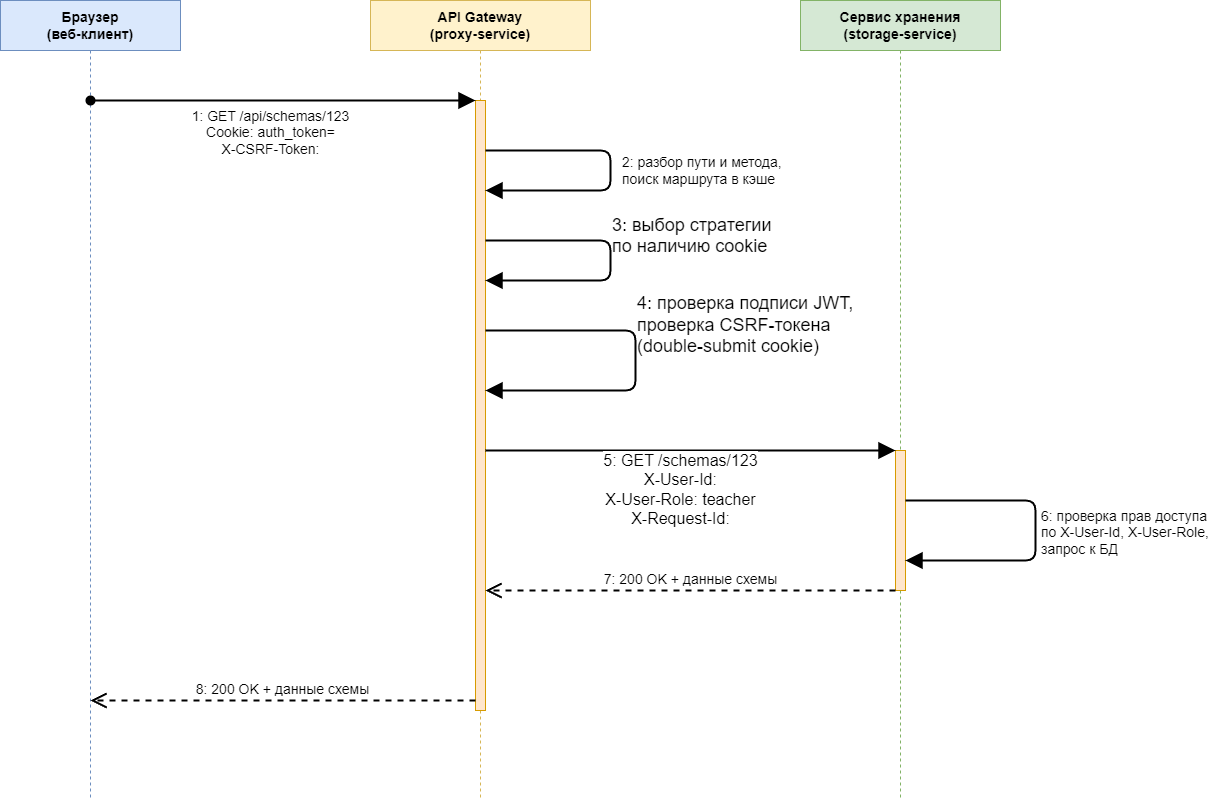 Браузер
(веб-клиент)
API Gateway
(proxy-service)
Сервис хранения
(storage-service)
1: GET /api/schemas/123
Cookie: auth_token=
X-CSRF-Token:
2: разбор пути и метода,
поиск маршрута в кэше
3: выбор стратегии
по наличию cookie
4: проверка подписи JWT,
проверка CSRF-токена
(double-submit cookie)
5: GET /schemas/123
X-User-Id:
X-User-Role: teacher
X-Request-Id:
6: проверка прав доступа
по X-User-Id, X-User-Role,
запрос к БД
7: 200 OK + данные схемы
8: 200 OK + данные схемы